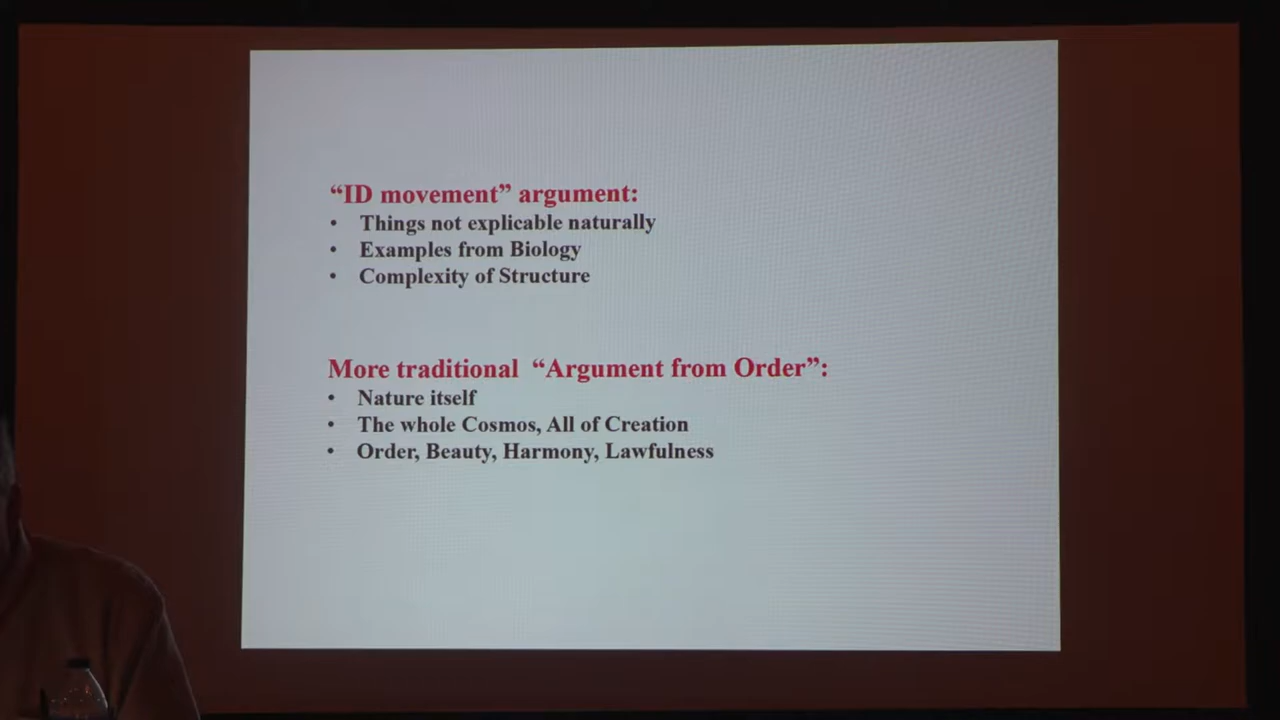 “ID movement” argument:
• Things not explicable naturally
• Examples from Biology
• Complexity of Structure
More traditional “Argument from Order”:
• Nature itself
• The whole Cosmos, All of Creation
• Order, Beauty, Harmony, Lawfulness